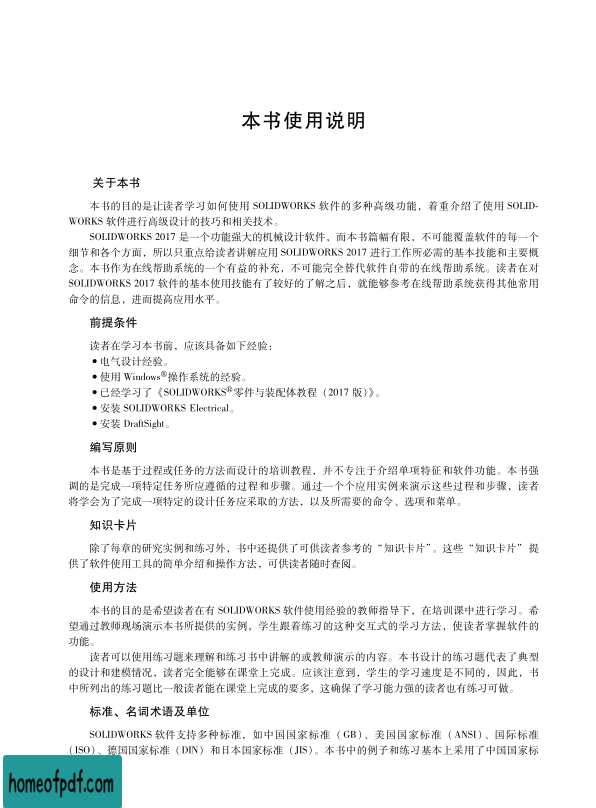 本书使用说明
关于本书
本书的目的是让读者学习如何使用 SOLIDWORKS 软件的多种高级功能，着重介绍了使用 SOLID-
WORKS 软件进行高级设计的技巧和相关技术。
SOLIDWORKS 2017 是一个功能强大的机械设计软件，而本书篇幅有限，不可能覆盖软件的每一个
细节和各个方面，所以只重点给读者讲解应用 SOLIDWORKS 2017 进行工作所必需的基本技能和主要概
念。本书作为在线帮助系统的一个有益的补充，不可能完全替代软件自带的在线帮助系统。读者在对
SOLIDWORKS 2017 软件的基本使用技能有了较好的了解之后，就能够参考在线帮助系统获得其他常用
命令的信息，进而提高应用水平。
前提条件
读者在学习本书前，应该具备如下经验：
●电气设计经验。
●使用 Windows®操作系统的经验。
●已经学习了《SOLIDWORKS®零件与装配体教程（2017 版）》。
●安装 SOLIDWORKS Electrical。
●安装 DraftSight。
编写原则
本书是基于过程或任务的方法而设计的培训教程，并不专注于介绍单项特征和软件功能。本书强
调的是完成一项特定任务所应遵循的过程和步骤。通过一个个应用实例来演示这些过程和步骤，读者
将学会为了完成一项特定的设计任务应采取的方法，以及所需要的命令、选项和菜单。
知识卡片
除了每章的研究实例和练习外，书中还提供了可供读者参考的“知识卡片”。这些“知识卡片”提
供了软件使用工具的简单介绍和操作方法，可供读者随时查阅。
使用方法
本书的目的是希望读者在有 SOLIDWORKS 软件使用经验的教师指导下，在培训课中进行学习。希
望通过教师现场演示本书所提供的实例，学生跟着练习的这种交互式的学习方法，使读者掌握软件的
功能。
读者可以使用练习题来理解和练习书中讲解的或教师演示的内容。本书设计的练习题代表了典型
的设计和建模情况，读者完全能够在课堂上完成。应该注意到，学生的学习速度是不同的，因此，书
中所列出的练习题比一般读者能在课堂上完成的要多，这确保了学习能力强的读者也有练习可做。
标准、名词术语及单位
SOLIDWORKS 软件支持多种标准，如中国国家标准（GB）、美国国家标准（ANSI）、国际标准
（ISO）、德国国家标准（DIN）和日本国家标准（JIS）。本书中的例子和练习基本上采用了中国国家标
homeofpdf.com